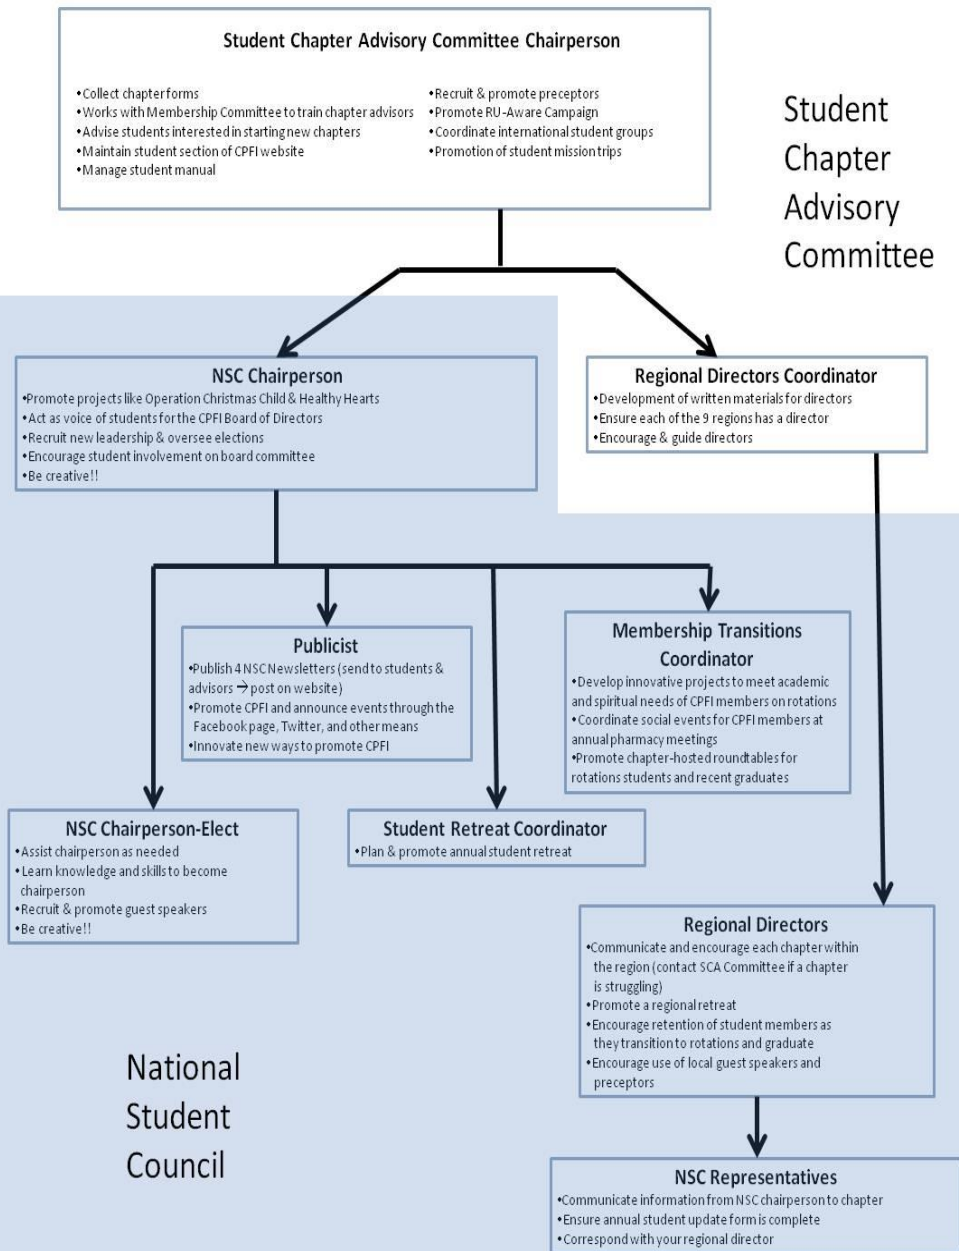 Student Chapter Advisory Committee Chairperson
•Collect chapter forms
•Works with Membership Committee to train chapter advisors
•Advise students interested in starting new chapters
•Maintain student section of CPFI website
•Manage student manual
•Recruit & promote preceptors
•Promote RU-Aware Campaign
•Coordinate international student groups
•Promotion of student mission trips
Student
Chapter
Advisory
Committee
NSC Chairperson
•Promote projects like Operation Christmas Child & Healthy Hearts
•Act as voice of students for the CPFI Board of Directors
•Recruit new leadership & oversee elections
•Encourage student involvement on board committee
•Be creative!!
Regional Directors Coordinator
•Development of written materials for directors
•Ensure each of the 9 regions has a director
•Encourage & guide directors
Publicist
•Publish 4 NSC Newsletters (send to students &
advisors → post on website)
•Promote CPFI and announce events through the
Facebook page, Twitter, and other means
•Innovate new ways to promote CPFI
Membership Transitions
Coordinator
•Develop innovative projects to meet academic
and spiritual needs of CPFI members on rotations
•Coordinate social events for CPFI members at
annual pharmacy meetings
•Promote chapter-hosted roundtables for
rotations students and recent graduates
NSC Chairperson-Elect
•Assist chairperson as needed
•Learn knowledge and skills to become
chairperson
•Recruit & promote guest speakers
•Be creative!!
Student Retreat Coordinator
•Plan & promote annual student retreat
Regional Directors
•Communicate and encourage each chapter within
the region (contact SCA Committee if a chapter
is struggling)
•Promote a regional retreat
•Encourage retention of student members as
they transition to rotations and graduate
•Encourage use of local guest speakers and
preceptors
National
Student
Council
NSC Representatives
•Communicate information from NSC chairperson to chapter
•Ensure annual student update form is complete
•Correspond with your regional director